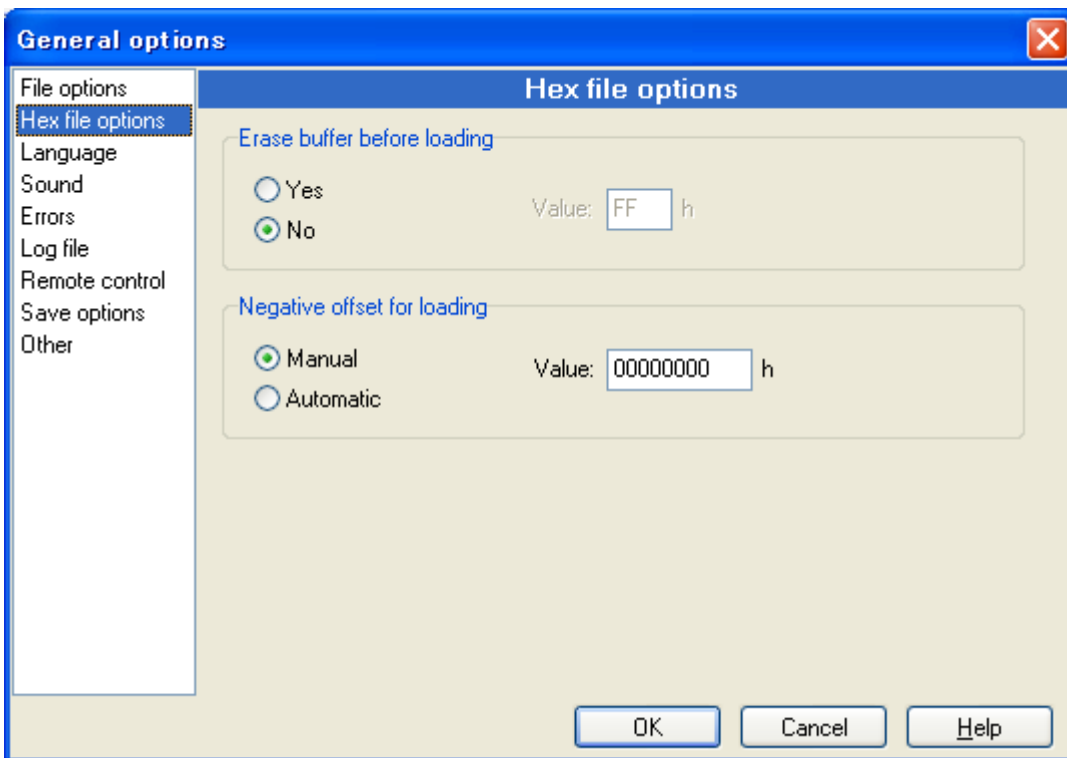 General options
File options
Hex file options
Language
Sound
Errors
Log file
Remote control
Save options
Other
Hex file options
Erase buffer before loading
Yes
No
Value: FF h
Negative offset for loading
Manual
Automatic
Value: 00000000 h
OK
Cancel
Help